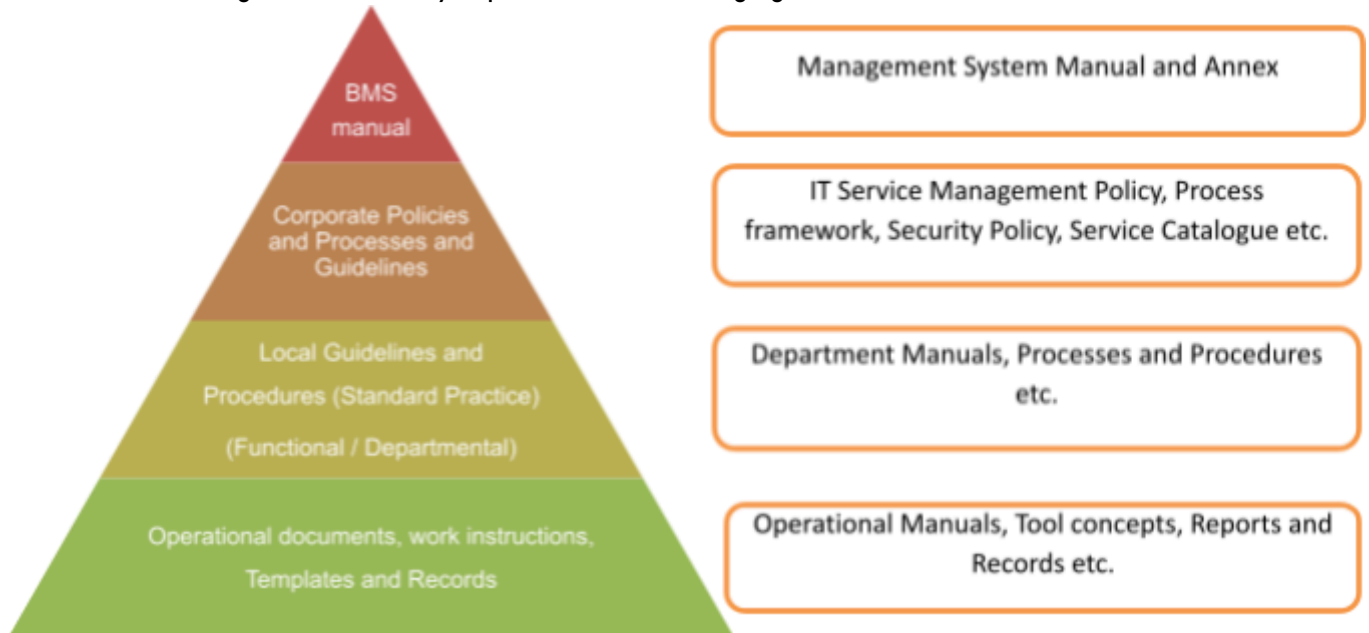 BMS
manual
Management System Manual and Annex
Corporate Policies
and Processes and
Guidelines
IT Service Management Policy, Process
framework, Security Policy, Service Catalogue etc.
Local Guidelines and
Procedures (Standard Practice)
(Functional / Departmental)
Department Manuals, Processes and Procedures
etc.
Operational documents, work instructions,
Templates and Records
Operational Manuals, Tool concepts, Reports and
Records etc.